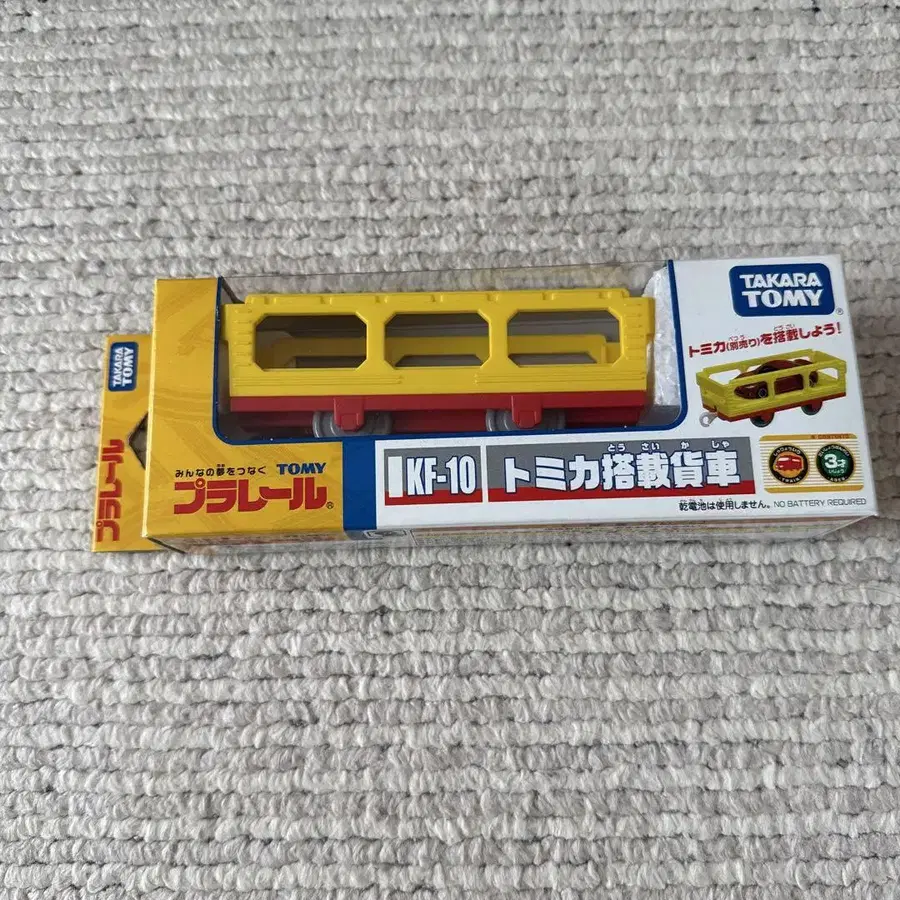 TAKARA
TOMY
プラレール
みんなの夢をつなぐ
TOMY
プラレール
KF-10
とうさいかしゃ
トミカ搭載貨車
乾電池は使用しません。NO BATTERY REQUIRED
TAKARA
TOMY
トミカ(別売り)を搭載しよう!
TRAIN
3才